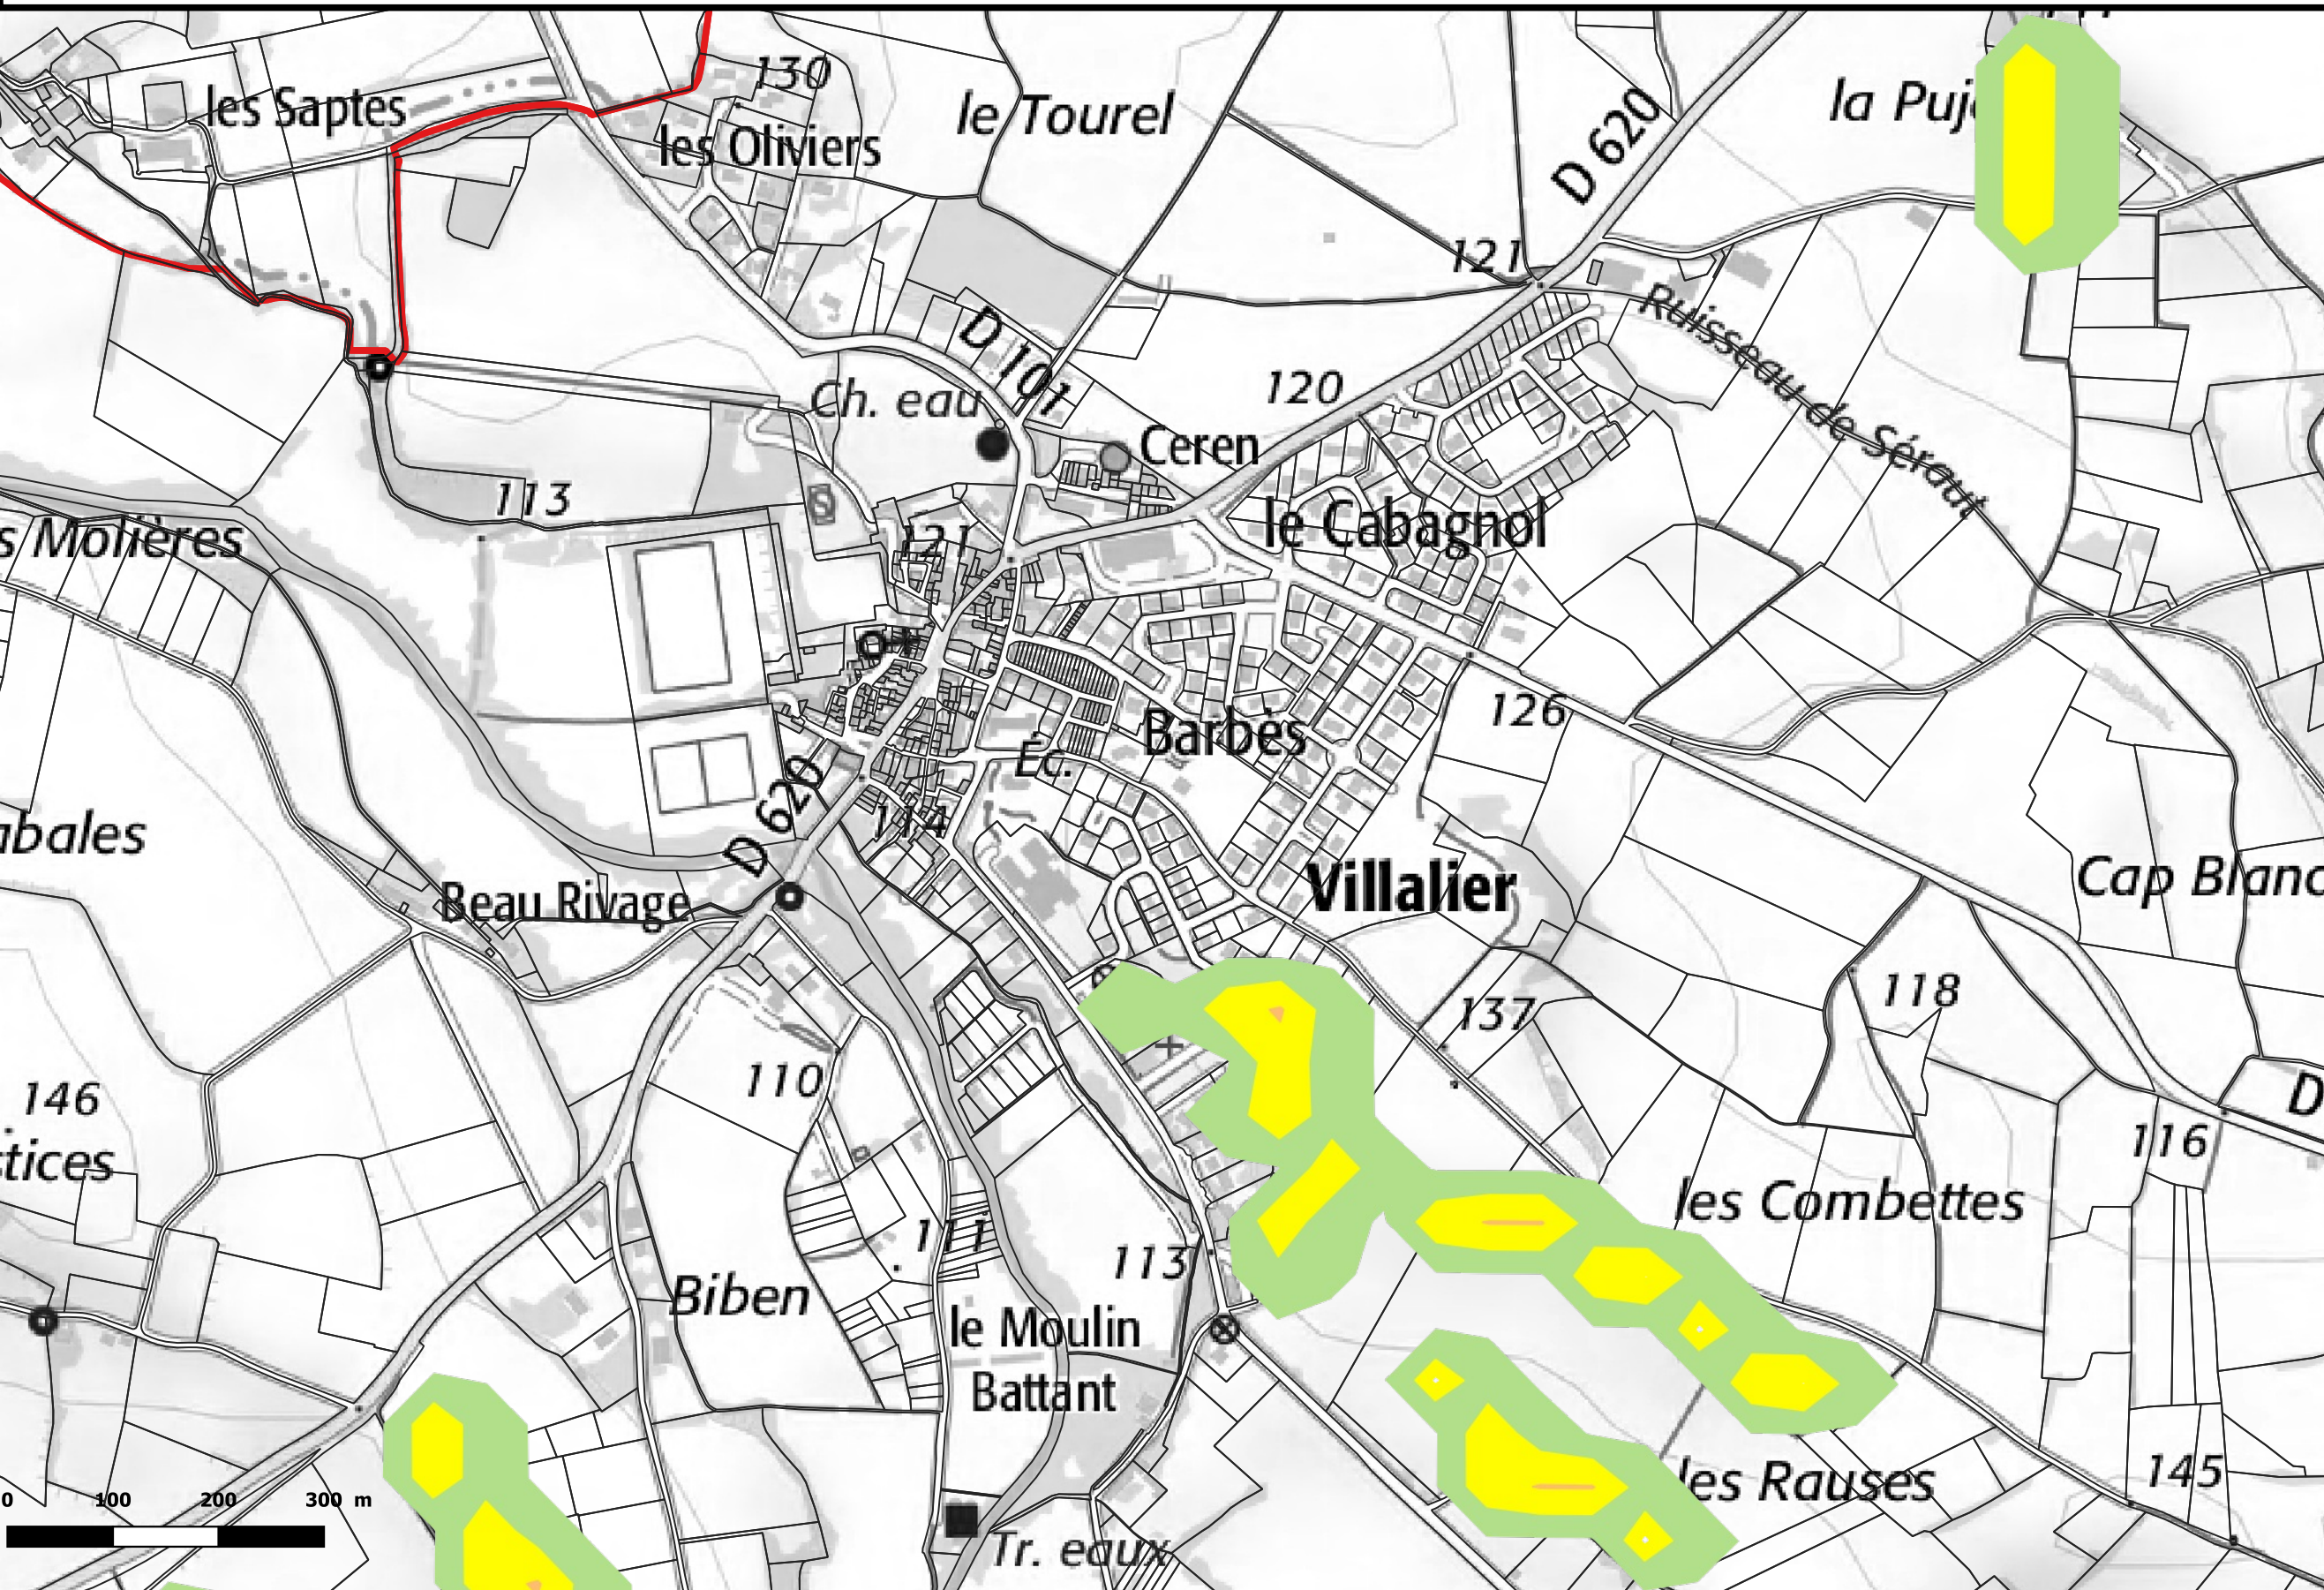 130
les Saptes
le Tourel
la Puj
les Oliviers
D 620
121
Ruisseau de Séraut
D 101
120
Ch. eau
Ceren
113
le Cabagnol
s Molières
121
126
Barbès
Éc.
D 620
114
abales
Villalier
Cap Blanc
Beau Rivage
118
137
110
146
D
116
stices
les Combettes
111
113
Biben
le Moulin
Battant
145
les Rauses
0 100 200 300 m
Tr. eaux